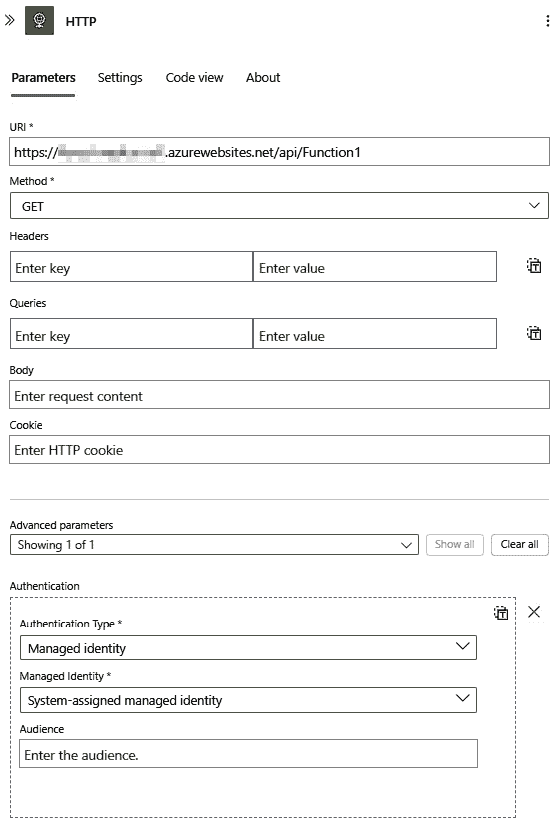 HTTP
Parameters Settings Code view About
URI *
https:// .azurewebsites.net/api/Function1
Method *
GET
Headers
Enter key Enter value
Queries
Enter key Enter value
Body
Enter request content
Cookie
Enter HTTP cookie
Advanced parameters
Showing 1 of 1 Show all Clear all
Authentication
Authentication Type *
Managed identity
Managed Identity *
System-assigned managed identity
Audience
Enter the audience.